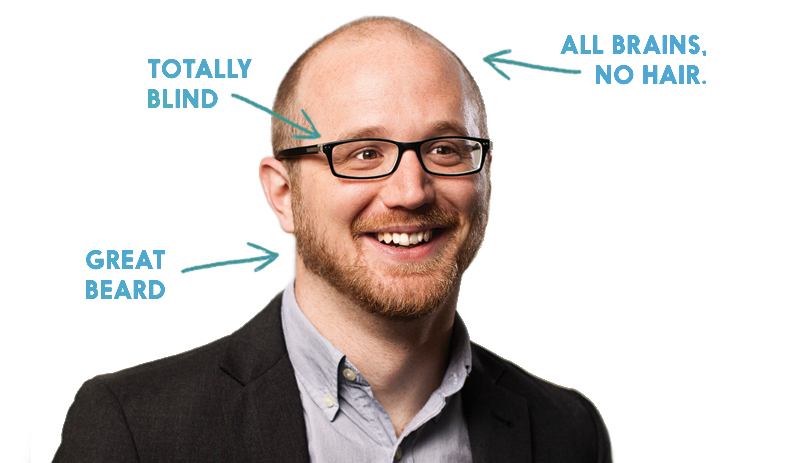 ALL BRAINS,
NO HAIR.
TOTALLY
BLIND
GREAT
BEARD